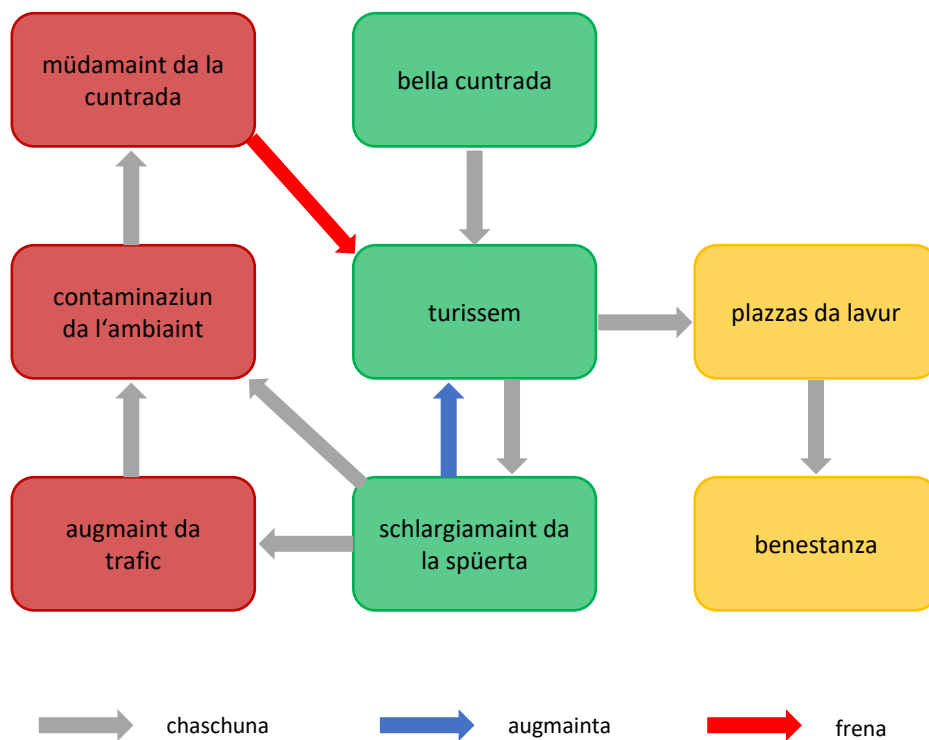 müdamaint da la
cuntrada
bella cuntrada
contaminaziun
da l‘ambiaint
turissem
plazzas da lavur
augmaint da
trafic
schlargiamaint da
la spüerta
benestanza
chaschuna
augmainta
frena